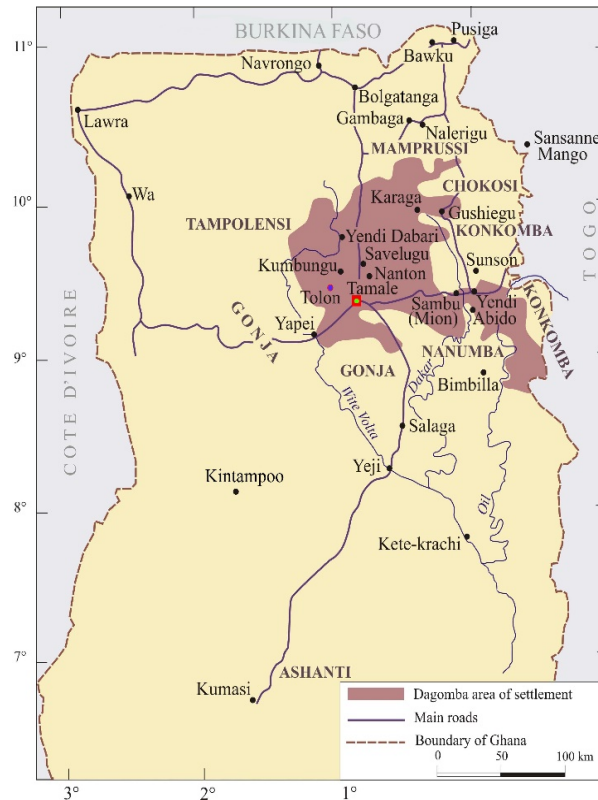 BURKINA FASO
Pusiga
11°
Bawku
Navrongo
Bolgatanga
Gambaga
Nalerigu
Lawra
MAMPRUSSI
Sansanne
Mango
CHOKOSI
Wa
10°
Karaga
Gushiegu
TAMPOLENSI
KONKOMBA
Yendi Dabari
Savelugu
Kumbungu
Nanton
Sunson
TOGO
Tolon
Tamale
Sambu
(Mion)
Yendi
Abido
KONKOMBA
GONJA
Yapei
9°
NANUMBA
GONJA
Dakar
Bimbilla
COTE D'IVOIRE
Wite Volta
Salaga
Yeji
Kintampoo
Oil
8°
Kete-krachi
7°
ASHANTI
Kumasi
Dagomba area of settlement
Main roads
Boundary of Ghana
0 50 100 km
3° 2° 1°